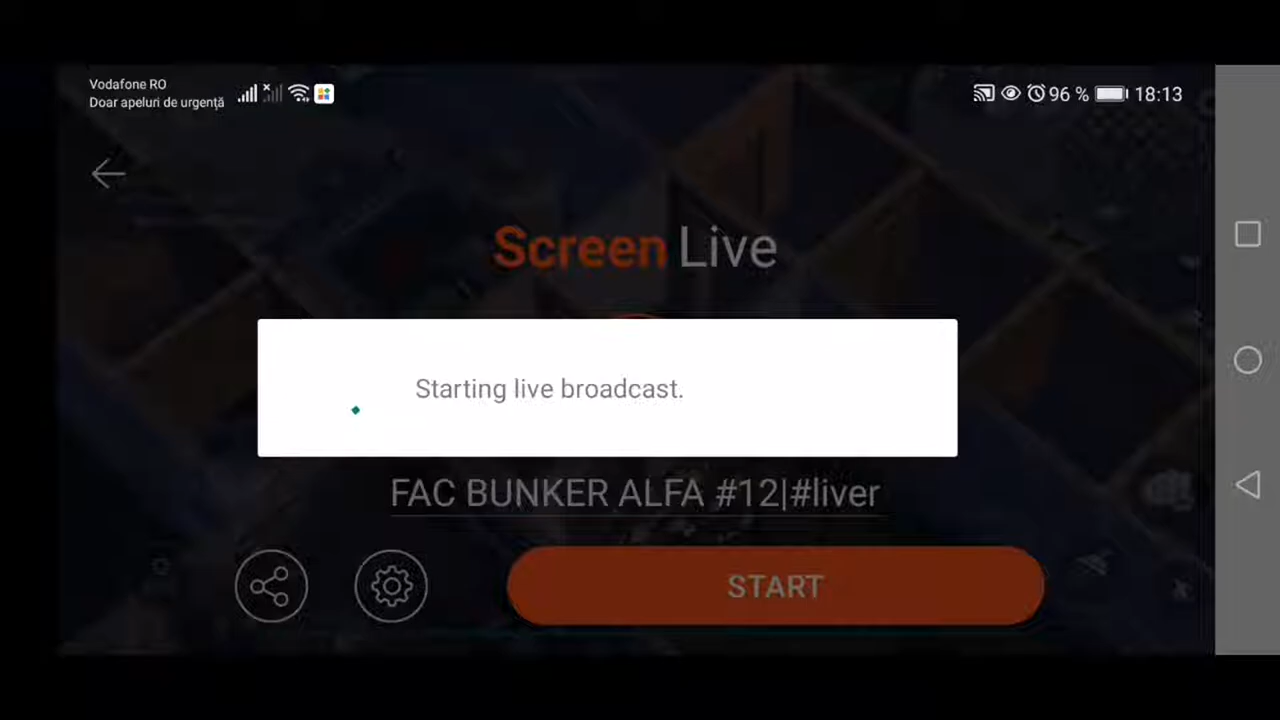 Vodafone RO
Doar apeluri de urgență
96 %
18:13
Screen Live
Starting live broadcast.
FAC BUNKER ALFA #12|#liver
START